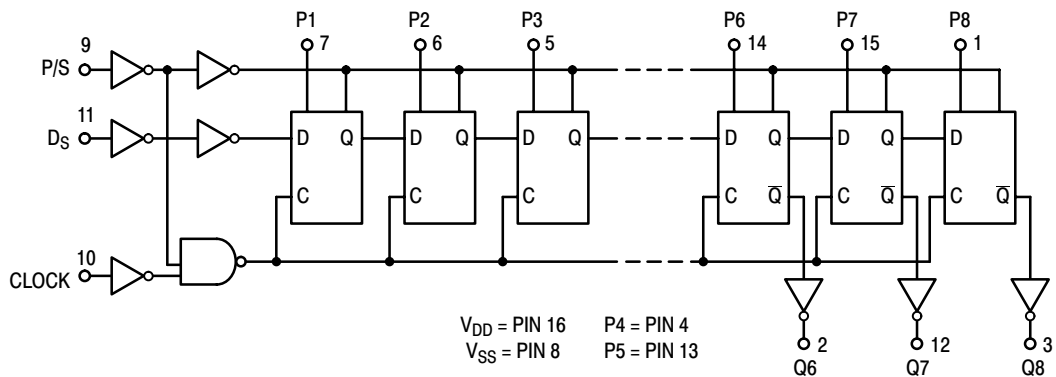 P1 P2 P3 P6 P7 P8
9 7 6 5 14 15 1
P/S
11
D_S D Q D Q D Q D Q D Q D
C C C C Q̅ C Q̅ C Q̅
10
CLOCK
V_DD = PIN 16 P4 = PIN 4
V_SS = PIN 8 P5 = PIN 13
2 12 3
Q6 Q7 Q8